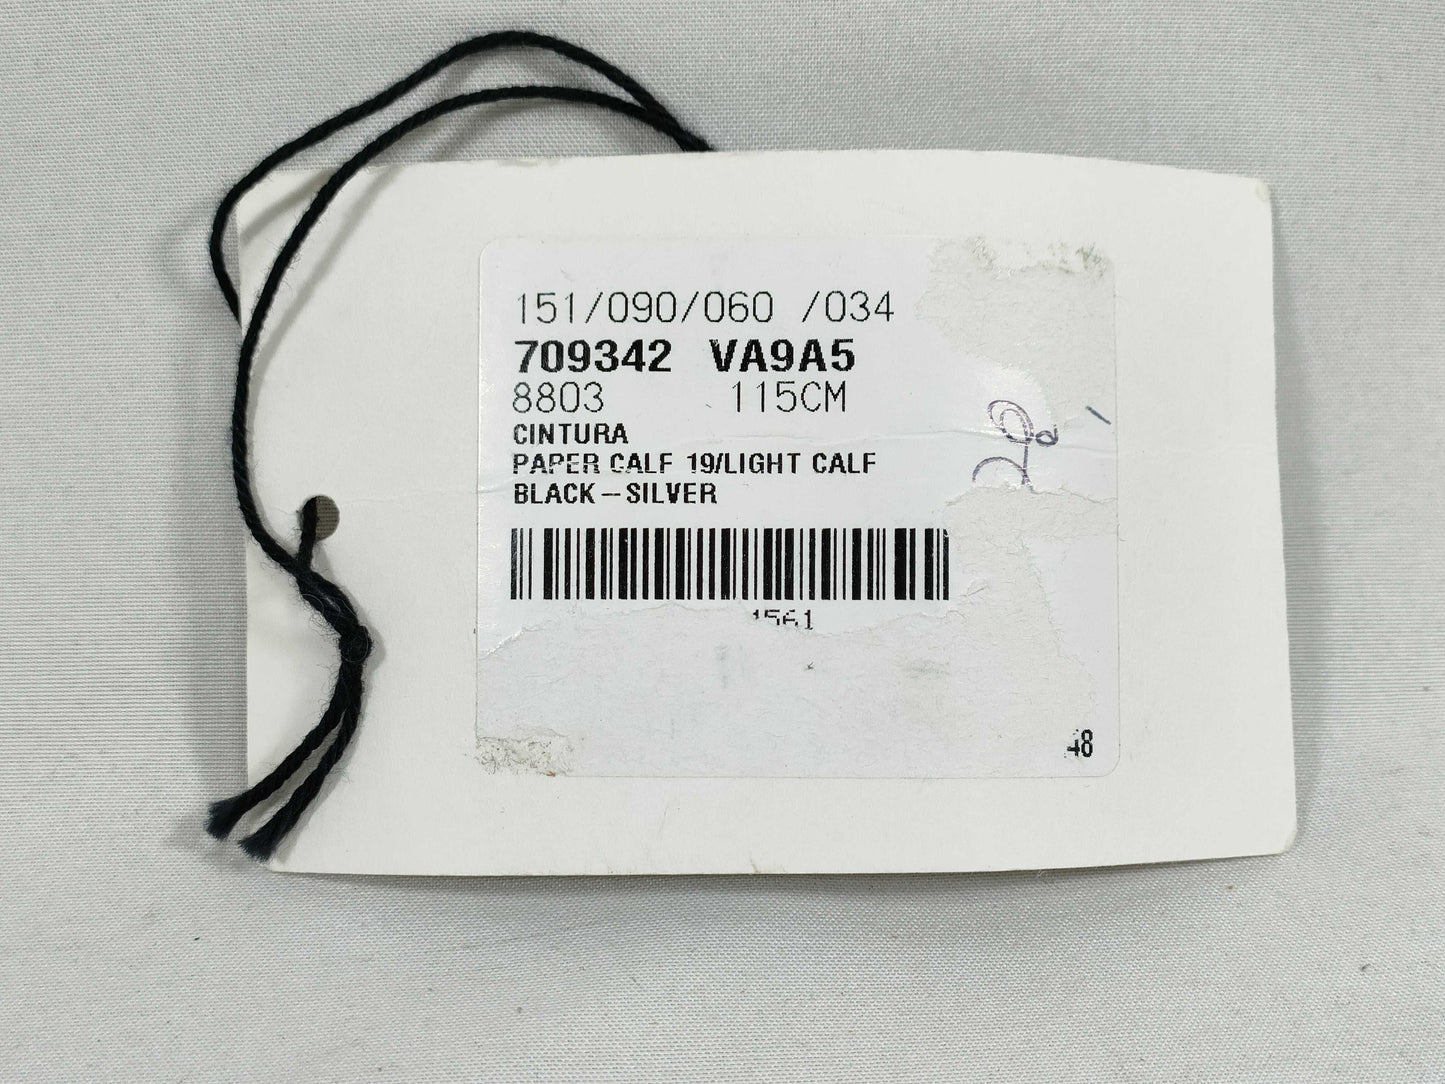 151/090/060 /034
709342 VA9A5
8803 115CM
CINTURA
PAPER CALF 19/LIGHT CALF
BLACK-SILVER
1561
48